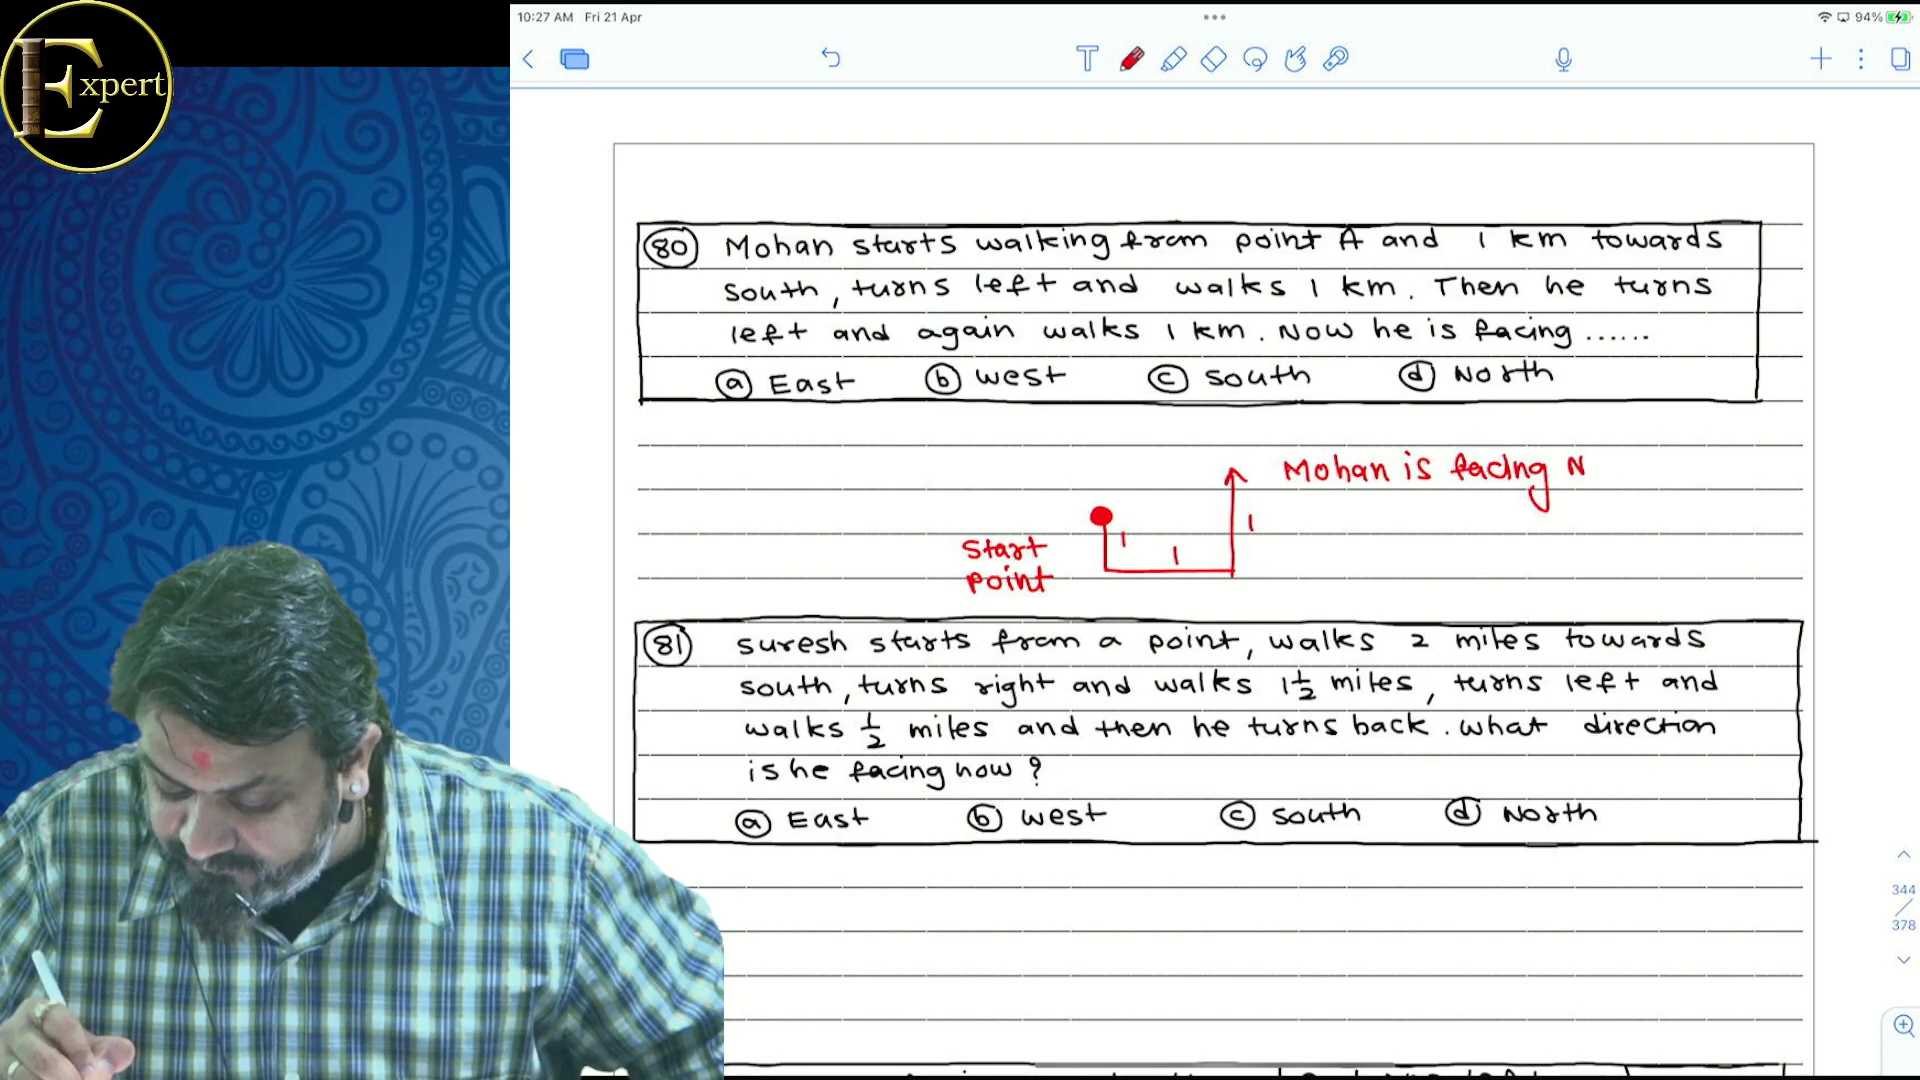 10:27 AM Fri 21 Apr
94%
Expert
T
80 Mohan starts walking from point A and 1 km towards
south, turns left and walks 1 km. Then he turns
left and again walks 1 km. Now he is facing ......
a East b west c south d North
Mohan is facing N
1
1
1
Start
point
81 suresh starts from a point, walks 2 miles towards
south, turns right and walks 1 1/2 miles, turns left and
walks 1/2 miles and then he turns back. what direction
is he facing now?
a East b west c south d North
344
/
378